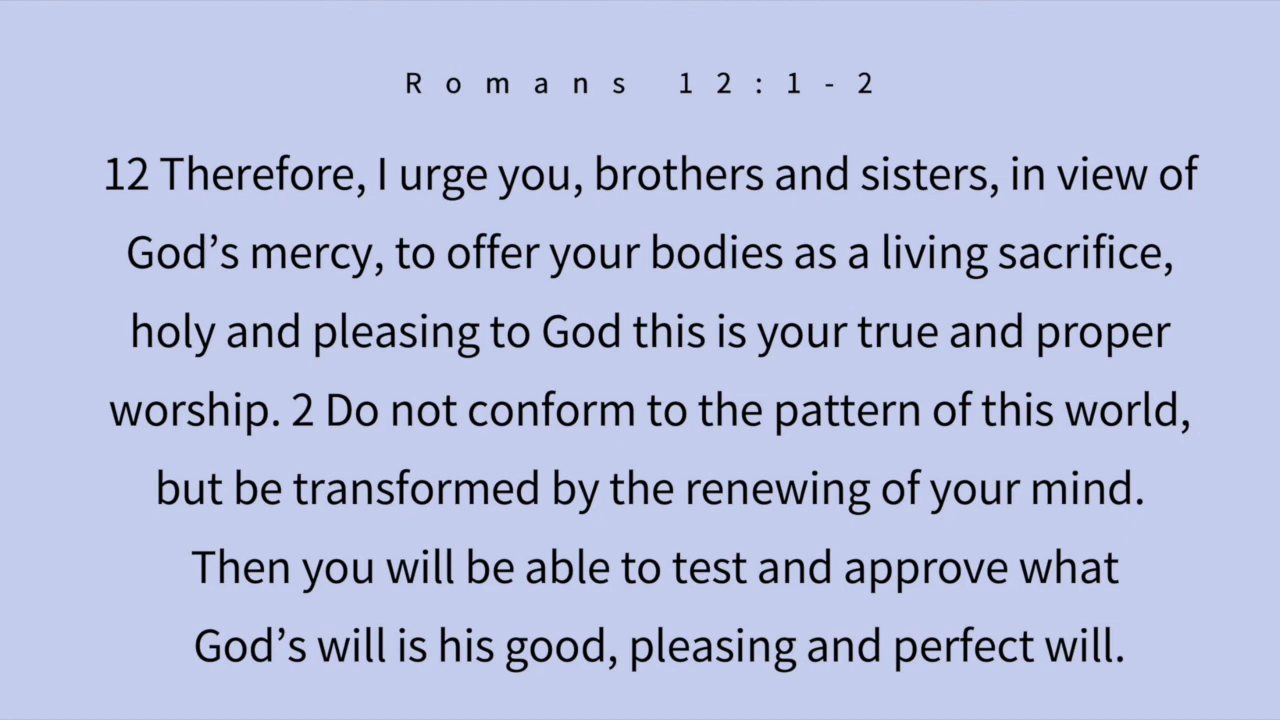 Romans 12:1-2
12 Therefore, I urge you, brothers and sisters, in view of
God’s mercy, to offer your bodies as a living sacrifice,
holy and pleasing to God this is your true and proper
worship. 2 Do not conform to the pattern of this world,
but be transformed by the renewing of your mind.
Then you will be able to test and approve what
God’s will is his good, pleasing and perfect will.